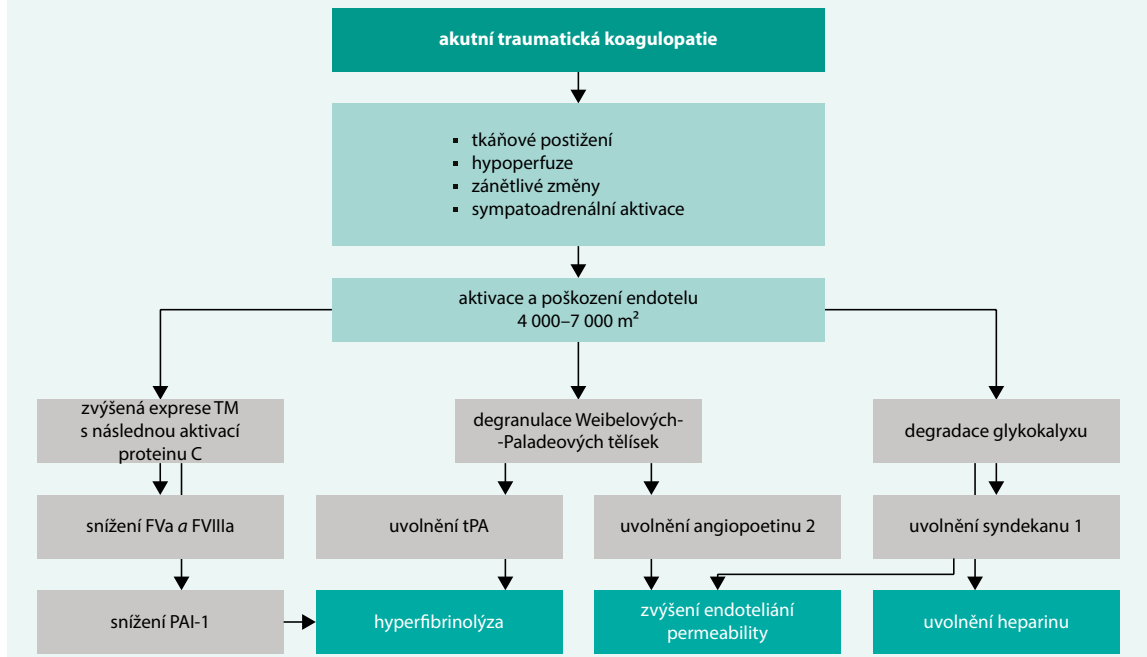 akutní traumatická koagulopatie
▪ tkáňové postižení
▪ hypoperfuze
▪ zánětlivé změny
▪ sympatoadrenální aktivace
aktivace a poškození endotelu
4 000–7 000 m²
zvýšená exprese TM
s následnou aktivací
proteinu C
degranulace Weibelových-
-Paladeových tělísek
degradace glykokalyxu
snížení FVa a FVIIIa
uvolnění tPA
uvolnění angiopoetinu 2
uvolnění syndekanu 1
snížení PAI-1
hyperfibrinolýza
zvýšení endoteliání
permeability
uvolnění heparinu